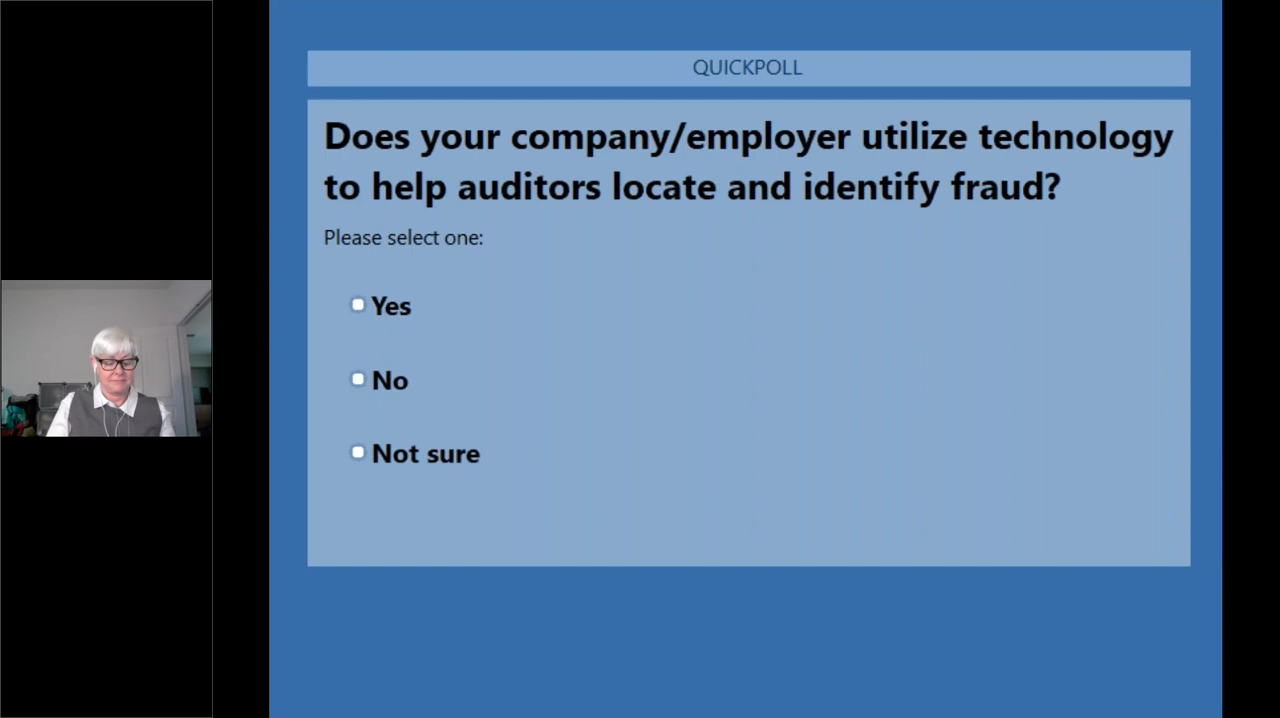 QUICKPOLL
Does your company/employer utilize technology
to help auditors locate and identify fraud?
Please select one:
Yes
No
Not sure